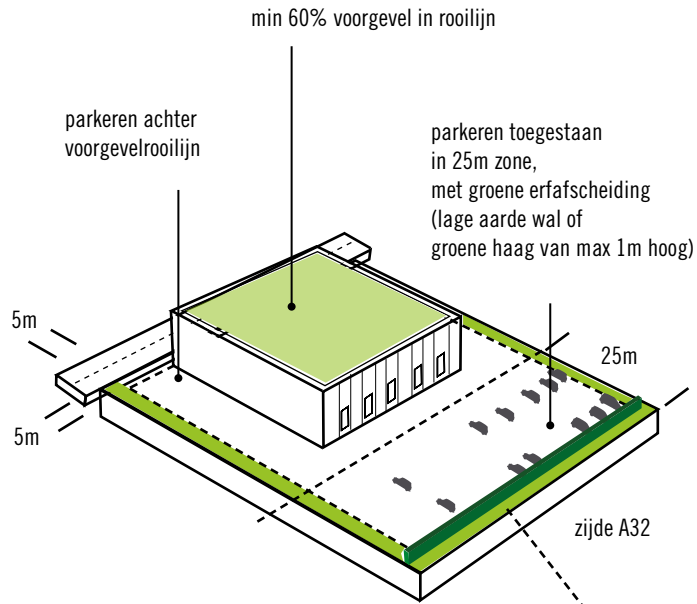 min 60% voorgevel in rooilijn
parkeren achter
voorgevelrooilijn
parkeren toegestaan
in 25m zone,
met groene erfafscheiding
(lage aarde wal of
groene haag van max 1m hoog)
5m
25m
5m
zijde A32